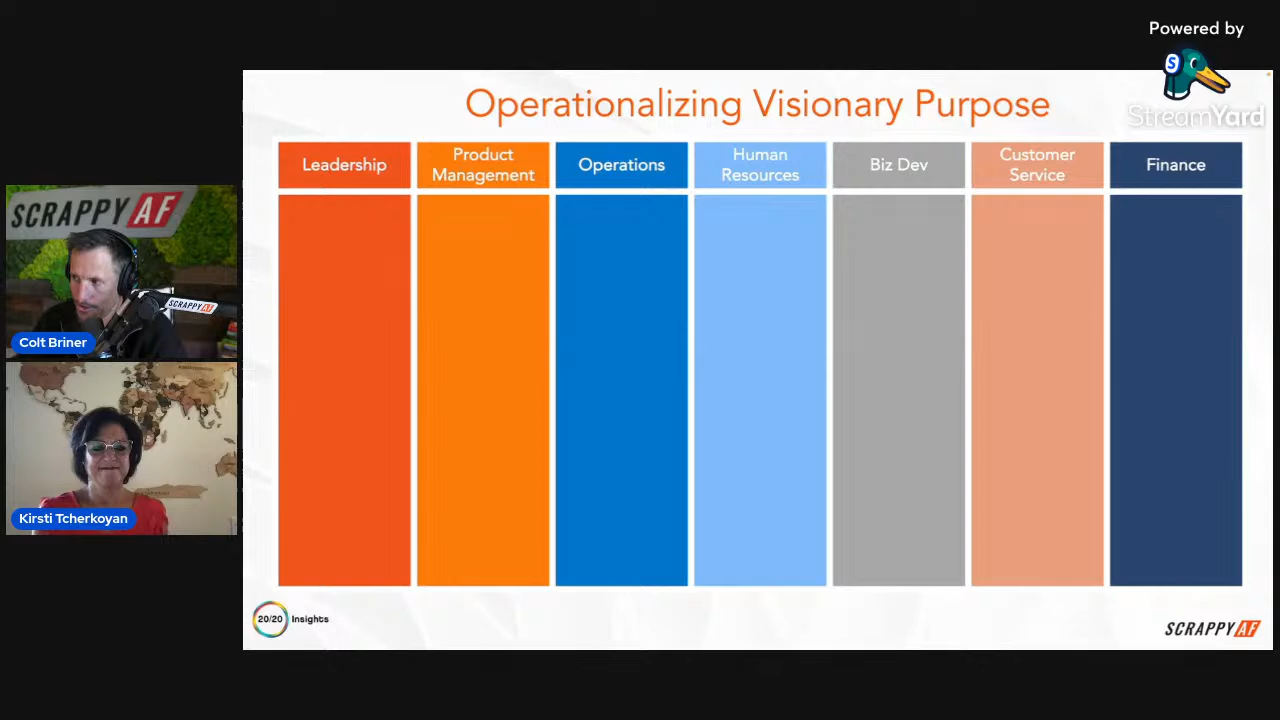 Powered by
S
StreamYard
Operationalizing Visionary Purpose
Leadership
Product
Management
Operations
Human
Resources
Biz Dev
Customer
Service
Finance
SCRAPPY AF
SCRAPPY AF
Colt Briner
Kirsti Tcherkoyan
20/20 Insights
SCRAPPY AF